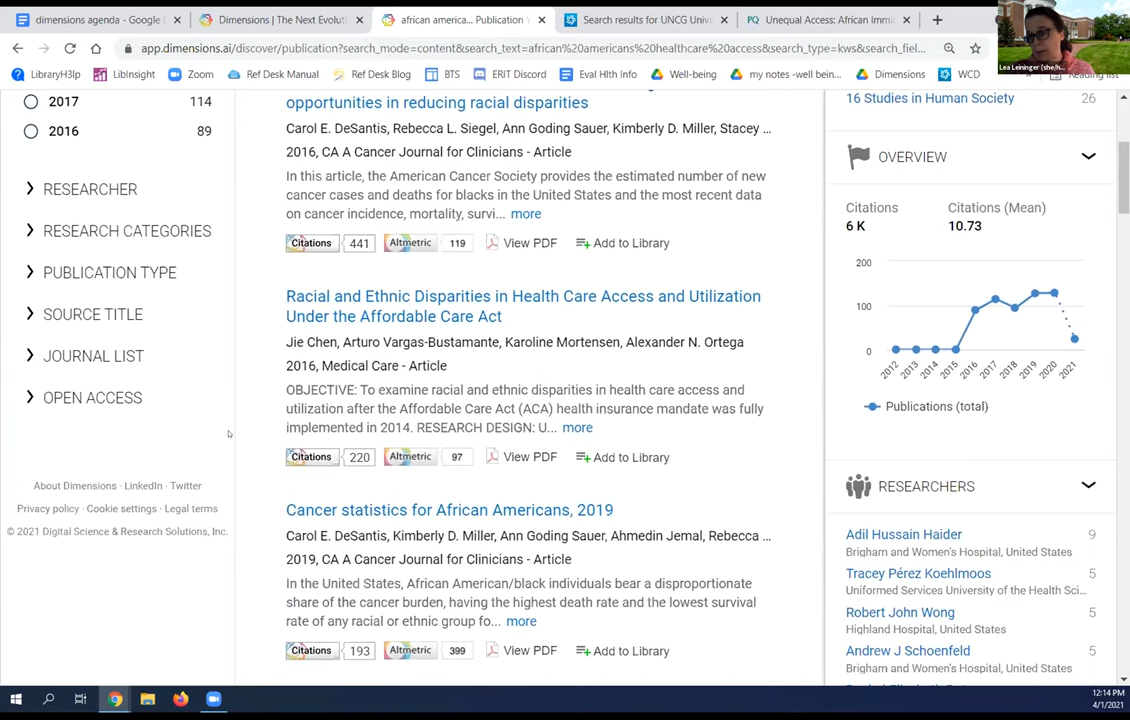 dimensions agenda - Google
Dimensions | The Next Evoluti
african america... Publication Y
Search results for UNCG Univ
PQ Unequal Access: African Immi
app.dimensions.ai/discover/publication?search_mode=content&search_text=african%20americans%20healthcare%20access&search_type=kws&search_fiel...
Lea Leininger (she/h...
LibraryH3lp
LibInsight
Zoom
Ref Desk Manual
Ref Desk Blog
BTS
ERIT Discord
Eval Hlth Info
Well-being
my notes -well bein...
Dimensions
WCD
Reading list
2017 114
2016 89
RESEARCHER
RESEARCH CATEGORIES
PUBLICATION TYPE
SOURCE TITLE
JOURNAL LIST
OPEN ACCESS
About Dimensions · LinkedIn · Twitter
Privacy policy · Cookie settings · Legal terms
© 2021 Digital Science & Research Solutions, Inc.
opportunities in reducing racial disparities
Carol E. DeSantis, Rebecca L. Siegel, Ann Goding Sauer, Kimberly D. Miller, Stacey ...
2016, CA A Cancer Journal for Clinicians - Article
In this article, the American Cancer Society provides the estimated number of new
cancer cases and deaths for blacks in the United States and the most recent data
on cancer incidence, mortality, survi... more
Citations 441 Altmetric 119 View PDF Add to Library
Racial and Ethnic Disparities in Health Care Access and Utilization
Under the Affordable Care Act
Jie Chen, Arturo Vargas-Bustamante, Karoline Mortensen, Alexander N. Ortega
2016, Medical Care - Article
OBJECTIVE: To examine racial and ethnic disparities in health care access and
utilization after the Affordable Care Act (ACA) health insurance mandate was fully
implemented in 2014. RESEARCH DESIGN: U... more
Citations 220 Altmetric 97 View PDF Add to Library
Cancer statistics for African Americans, 2019
Carol E. DeSantis, Kimberly D. Miller, Ann Goding Sauer, Ahmedin Jemal, Rebecca ...
2019, CA A Cancer Journal for Clinicians - Article
In the United States, African American/black individuals bear a disproportionate
share of the cancer burden, having the highest death rate and the lowest survival
rate of any racial or ethnic group fo... more
Citations 193 Altmetric 399 View PDF Add to Library
16 Studies in Human Society 26
OVERVIEW
Citations Citations (Mean)
6 K 10.73
200
100
0
2012 2013 2014 2015 2016 2017 2018 2019 2020 2021
Publications (total)
RESEARCHERS
Adil Hussain Haider 9
Brigham and Women's Hospital, United States
Tracey Pérez Koehlmoos 5
Uniformed Services University of the Health Sci...
Robert John Wong 5
Highland Hospital, United States
Andrew J Schoenfeld 5
Brigham and Women's Hospital, United States
12:14 PM
4/1/2021